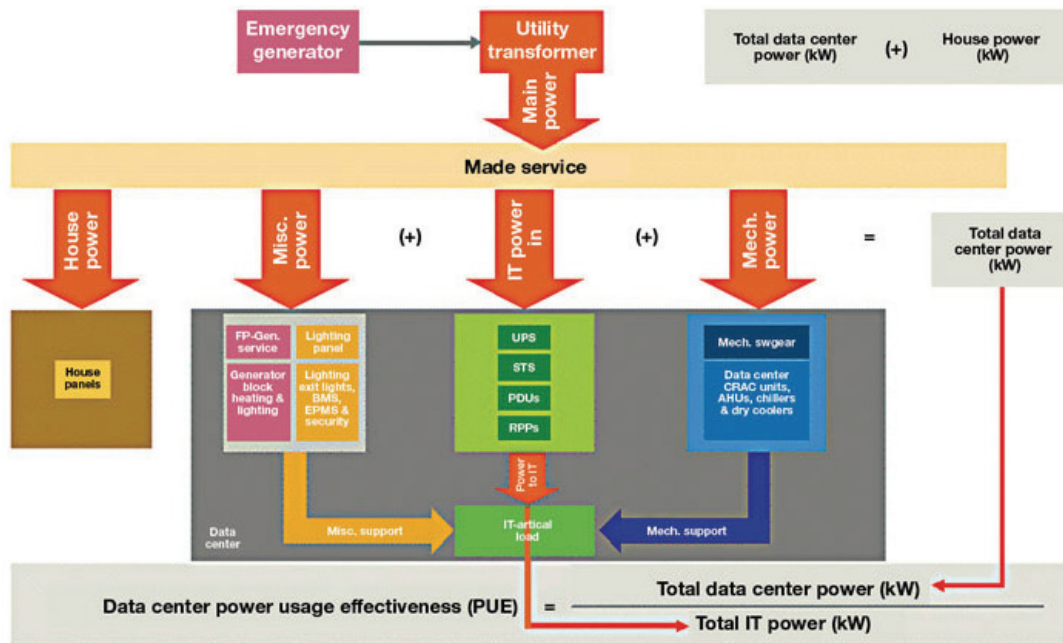 Emergency
generator
Utility
transformer
Total data center
power (kW)
(+)
House power
(kW)
Main
power
Made service
House
power
Misc.
power
(+)
IT power
in
(+)
Mech.
power
=
Total data
center power
(kW)
House
panels
FP-Gen.
service
Generator
block
heating &
lighting
Lighting
panel
Lighting
exit lights,
BMS,
EPMS &
security
UPS
STS
PDUs
RPPs
Mech. swgear
Data center
CRAC units,
AHUs, chillers
& dry coolers
Power
to IT
Data
center
Misc. support
IT-artical
load
Mech. support
Data center power usage effectiveness (PUE)
=
Total data center power (kW)
Total IT power (kW)